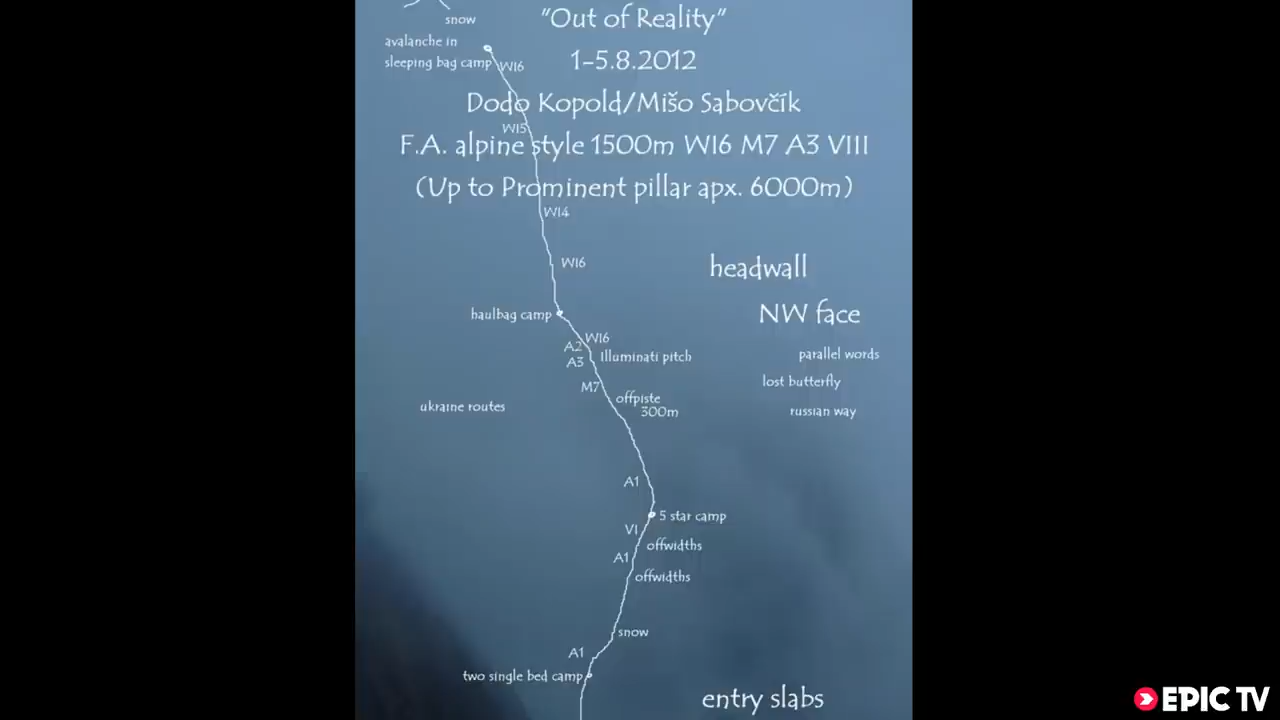 "Out of Reality"
snow
avalanche in
sleeping bag camp
WI6
1-5.8.2012
Dodo Kopold/Mišo Sabovčík
WI5
F.A. alpine style 1500m WI6 M7 A3 VIII
(Up to Prominent pillar apx. 6000m)
WI4
WI6
headwall
haulbag camp
NW face
WI6
A2
Illuminati pitch
A3
parallel words
M7
lost butterfly
offpiste
300m
ukraine routes
russian way
A1
5 star camp
VI
offwidths
A1
offwidths
snow
A1
two single bed camp
entry slabs
EPIC TV